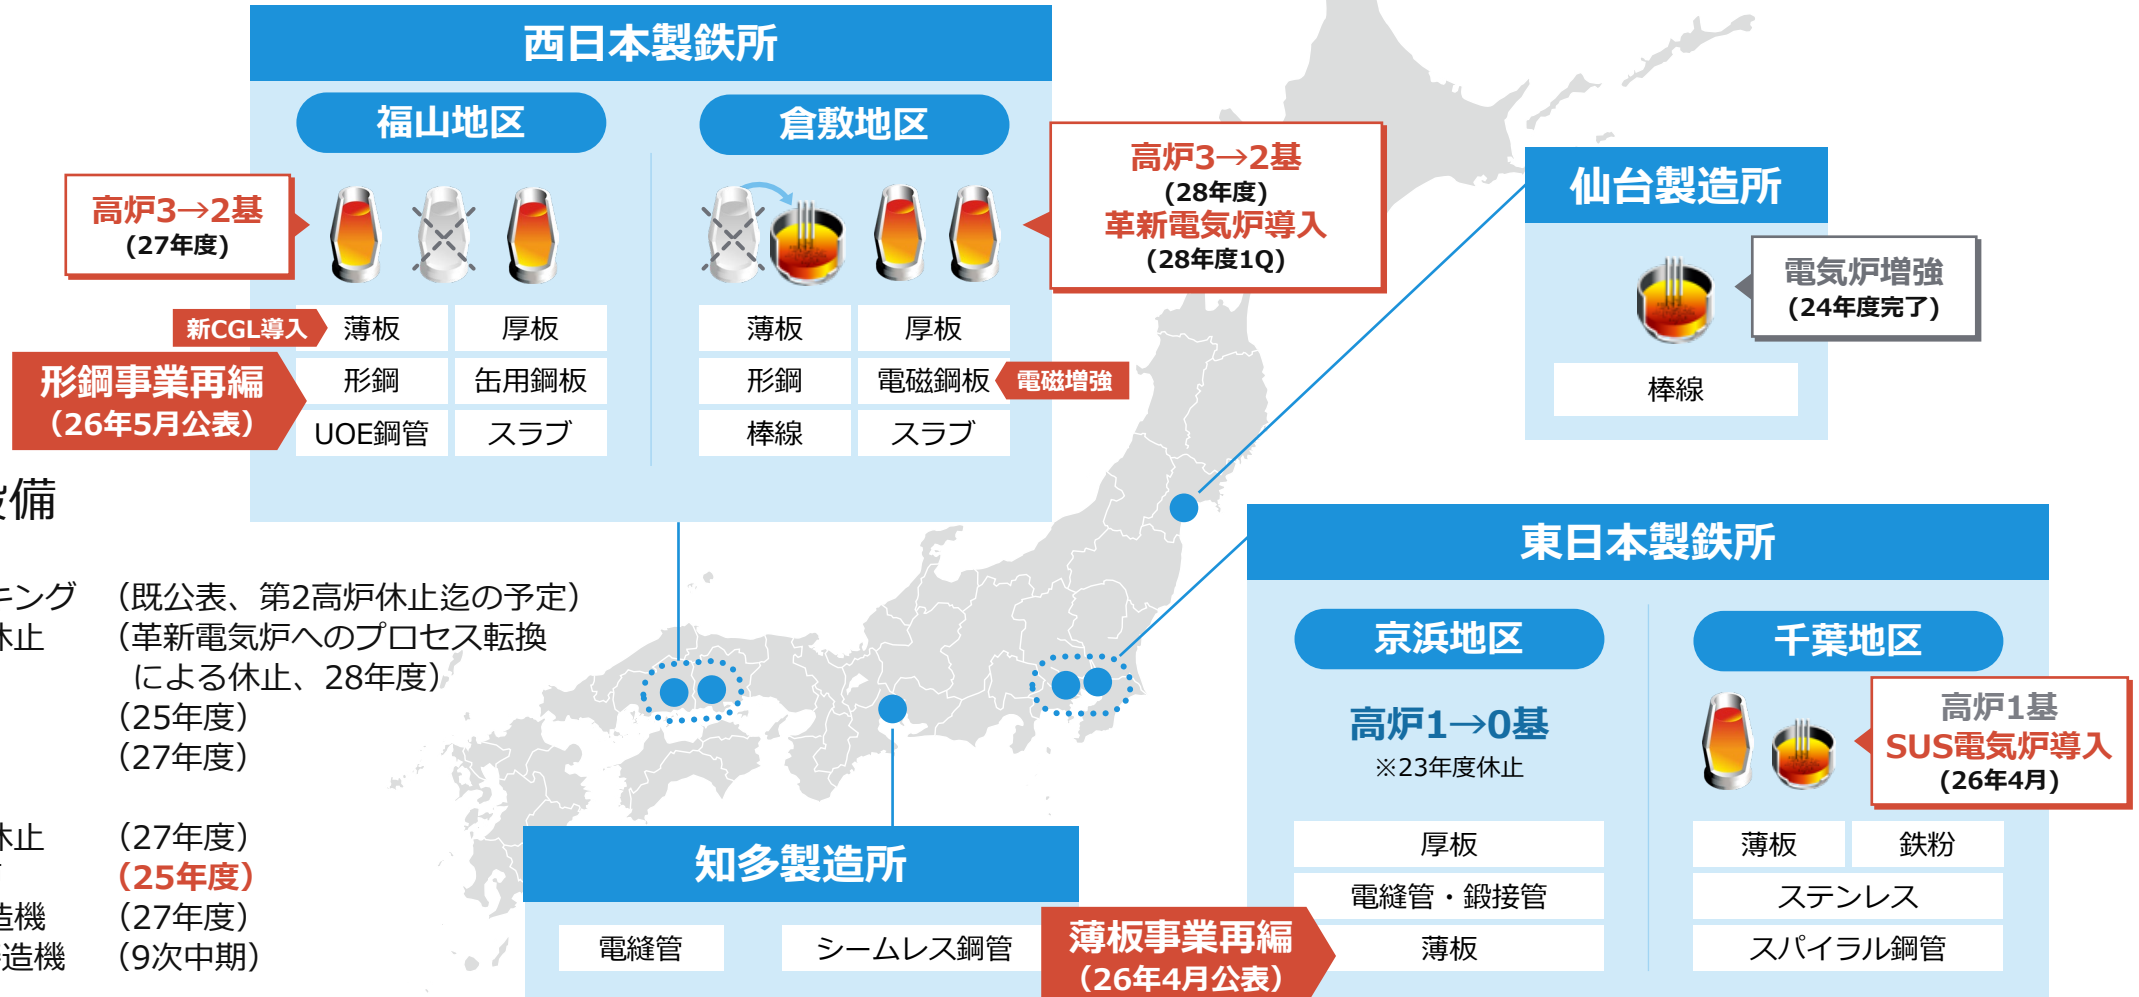 西日本製鉄所
福山地区
倉敷地区
高炉3→2基
(27年度)
高炉3→2基
(28年度)
革新電気炉導入
(28年度1Q)
新CGL導入
薄板
厚板
形鋼事業再編
(26年5月公表)
形鋼
缶用鋼板
UOE鋼管
スラブ
薄板
厚板
形鋼
電磁鋼板
電磁増強
棒線
スラブ
仙台製造所
電気炉増強
(24年度完了)
棒線
備
キング （既公表、第2高炉休止迄の予定）
休止 （革新電気炉へのプロセス転換
による休止、28年度）
（25年度）
（27年度）
休止 （27年度）
（25年度）
造機 （27年度）
造機 （9次中期）
知多製造所
電縫管
シームレス鋼管
東日本製鉄所
京浜地区
高炉1→0基
※23年度休止
厚板
電縫管・鍛接管
薄板事業再編
(26年4月公表)
薄板
千葉地区
高炉1基
SUS電気炉導入
(26年4月)
薄板
鉄粉
ステンレス
スパイラル鋼管